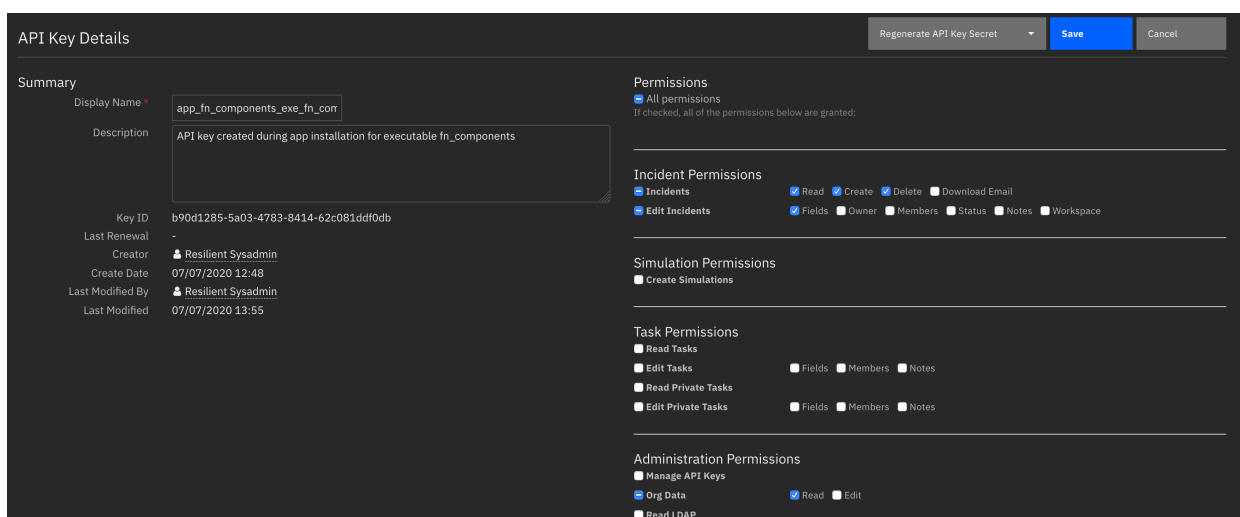 API Key Details
Regenerate API Key Secret
Save
Cancel
Summary
Display Name *
app_fn_components_exe_fn_con
Description
API key created during app installation for executable fn_components
Key ID
b90d1285-5a03-4783-8414-62c081ddf0db
Last Renewal
-
Creator
Resilient Sysadmin
Create Date
07/07/2020 12:48
Last Modified By
Resilient Sysadmin
Last Modified
07/07/2020 13:55
Permissions
All permissions
If checked, all of the permissions below are granted:
Incident Permissions
Incidents Read Create Delete Download Email
Edit Incidents Fields Owner Members Status Notes Workspace
Simulation Permissions
Create Simulations
Task Permissions
Read Tasks
Edit Tasks Fields Members Notes
Read Private Tasks
Edit Private Tasks Fields Members Notes
Administration Permissions
Manage API Keys
Org Data Read Edit
Read LDAP